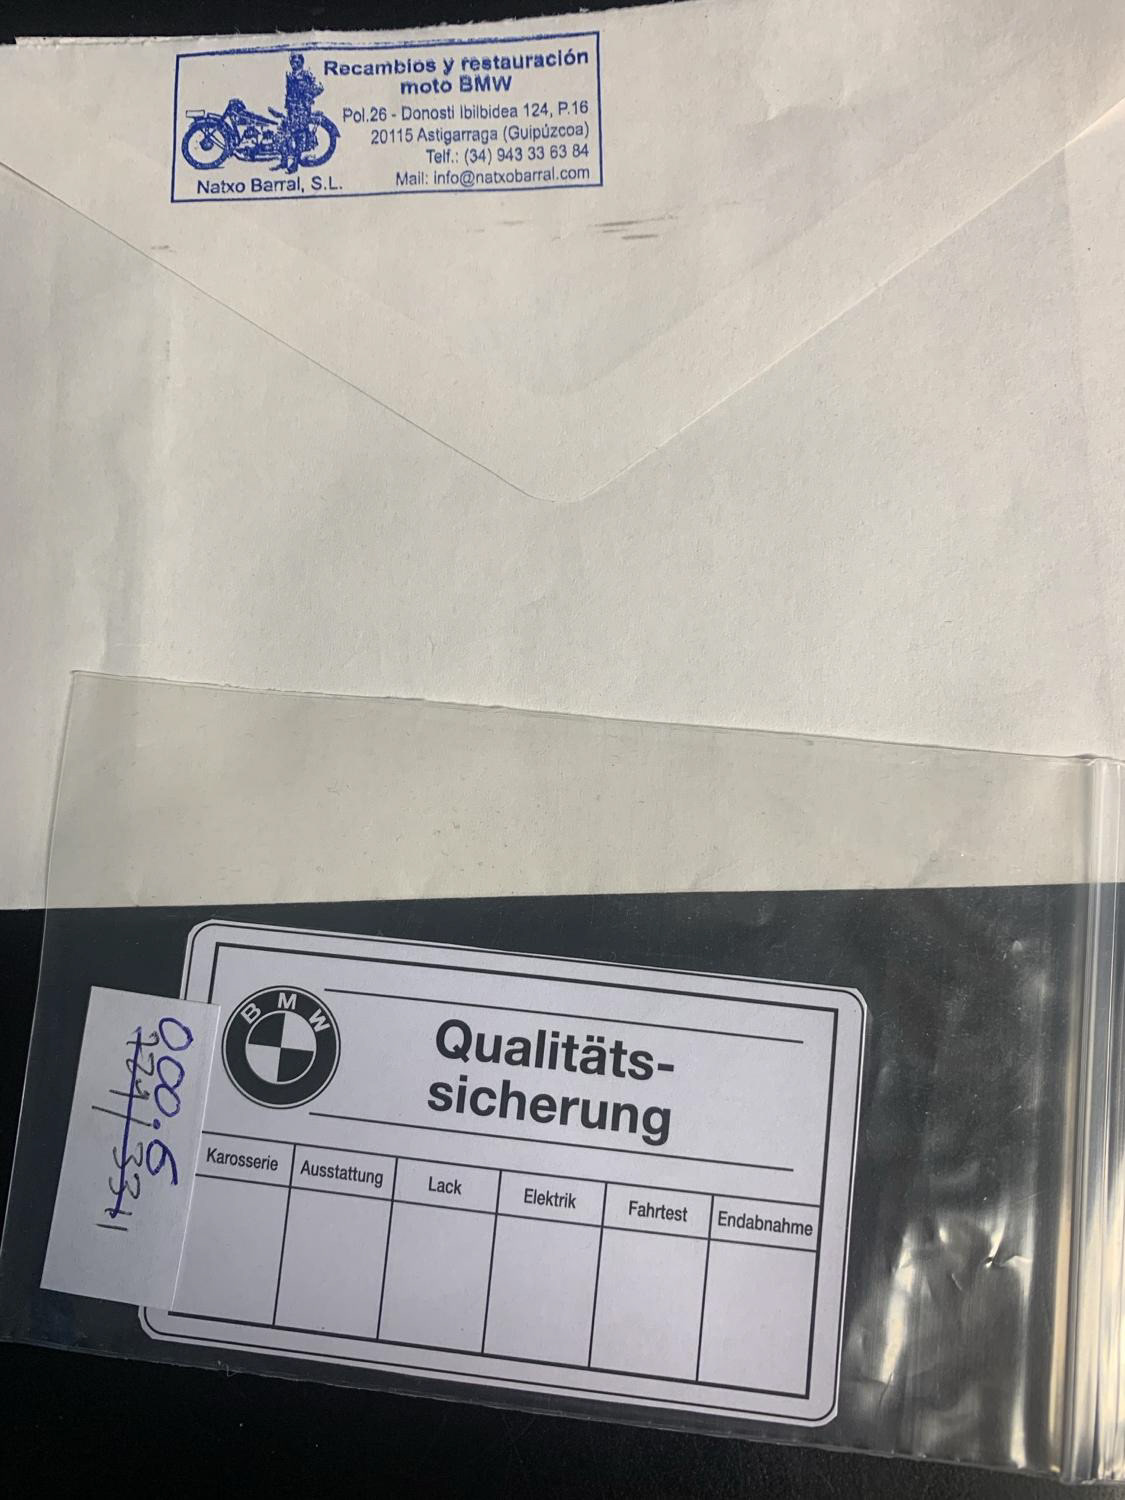 Recambios y restauración
moto BMW
Pol.26 - Donosti Ibilbidea 124, P.16
20115 Astigarraga (Guipúzcoa)
Telf.: (34) 943 33 63 84
Mail: info@natxobarral.com
Natxo Barral, S.L.
BMW
Qualitäts-
sicherung
Karosserie Ausstattung Lack Elektrik Fahrtest Endabnahme
000.6